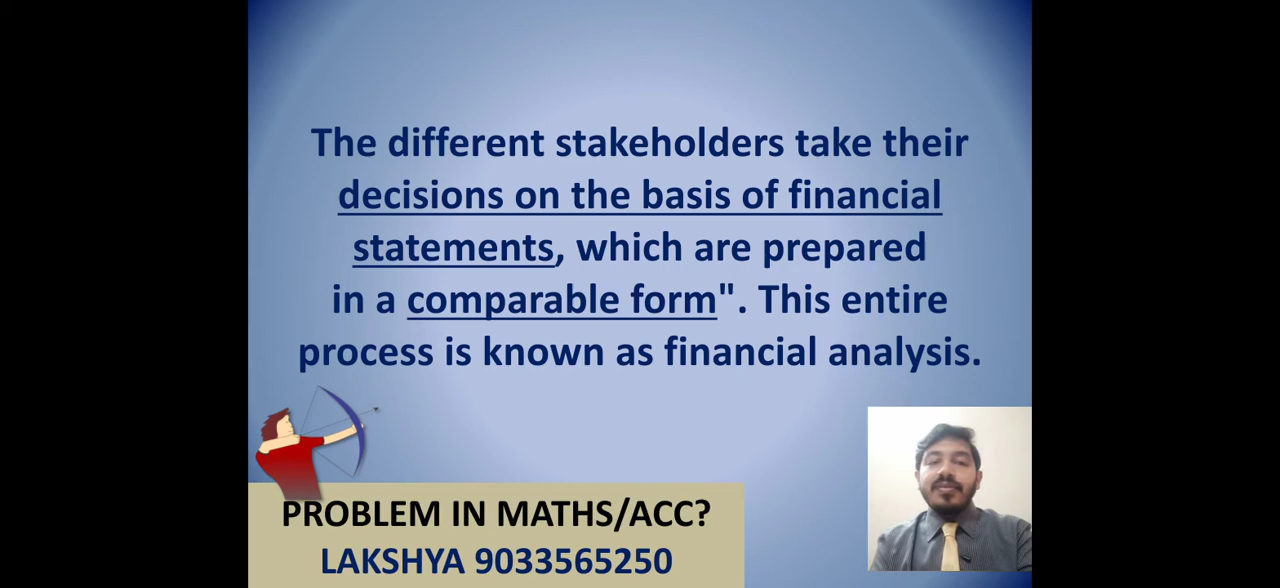 The different stakeholders take their
decisions on the basis of financial
statements, which are prepared
in a comparable form". This entire
process is known as financial analysis.
PROBLEM IN MATHS/ACC?
LAKSHYA 9033565250